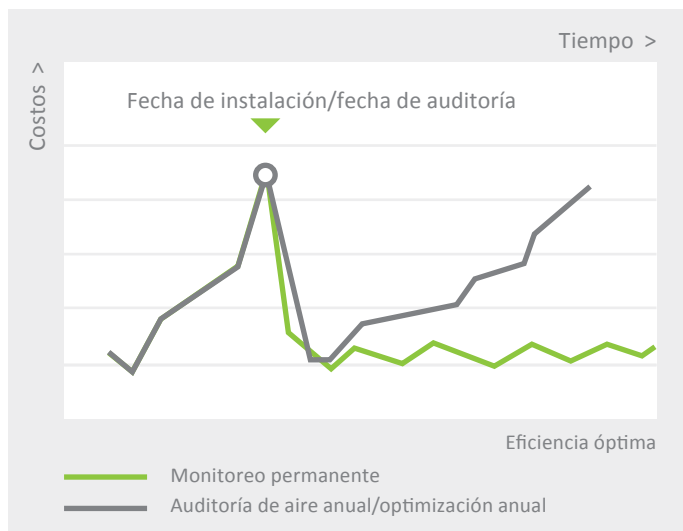 Tiempo >
Costos >
Fecha de instalación/fecha de auditoría
Eficiencia óptima
Monitoreo permanente
Auditoría de aire anual/optimización anual